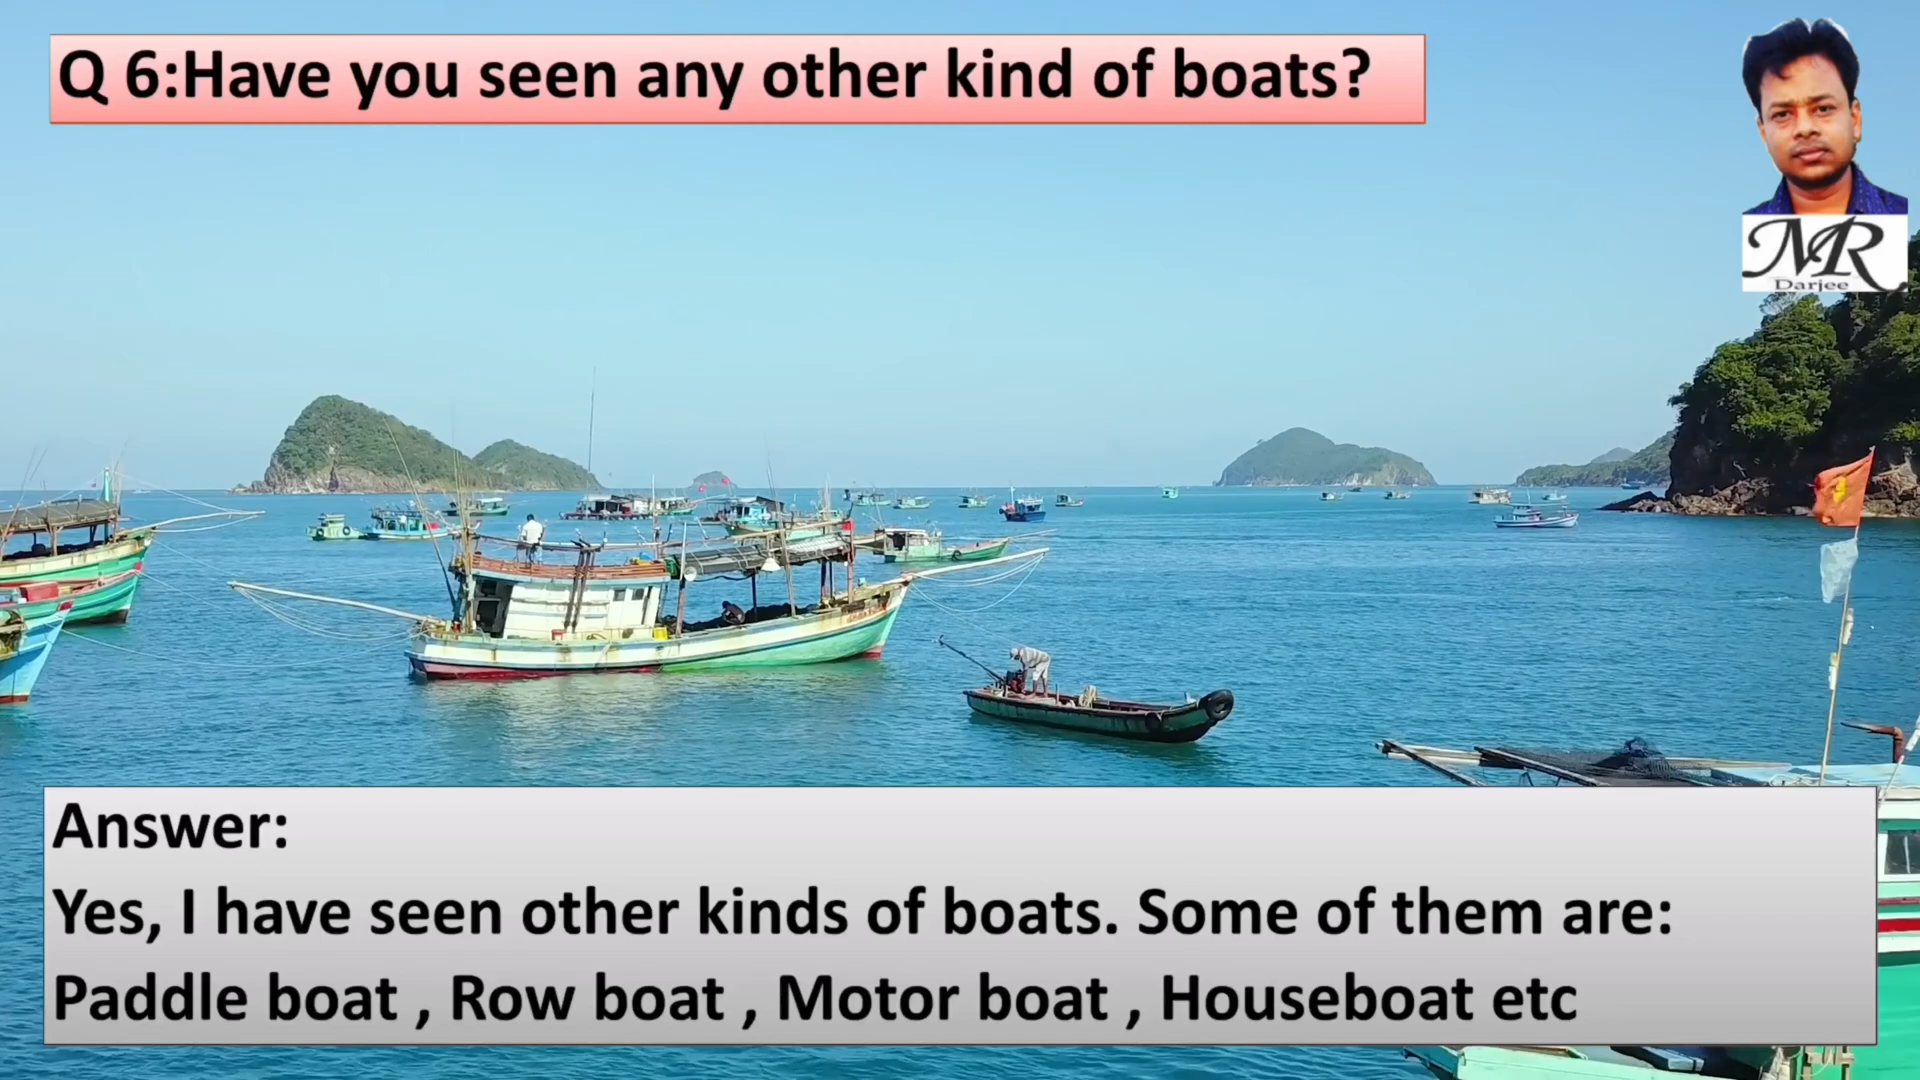 Q 6:Have you seen any other kind of boats?
MR
Darjee
Answer:
Yes, I have seen other kinds of boats. Some of them are:
Paddle boat , Row boat , Motor boat , Houseboat etc